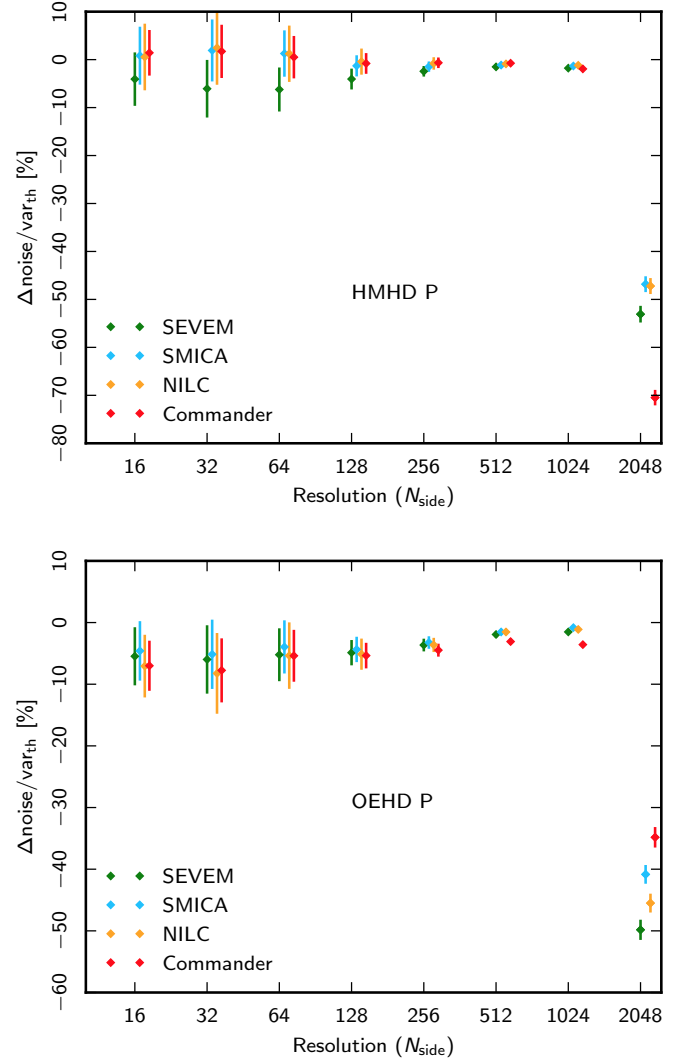 10
0
−10
−20
−30
−40
−50
−60
−70
−80
Δnoise/var_th [%]
HMHD P
SEVEM
SMICA
NILC
Commander
16 32 64 128 256 512 1024 2048
Resolution (N_side)
10
0
−10
−20
−30
−40
−50
−60
Δnoise/var_th [%]
OEHD P
SEVEM
SMICA
NILC
Commander
16 32 64 128 256 512 1024 2048
Resolution (N_side)